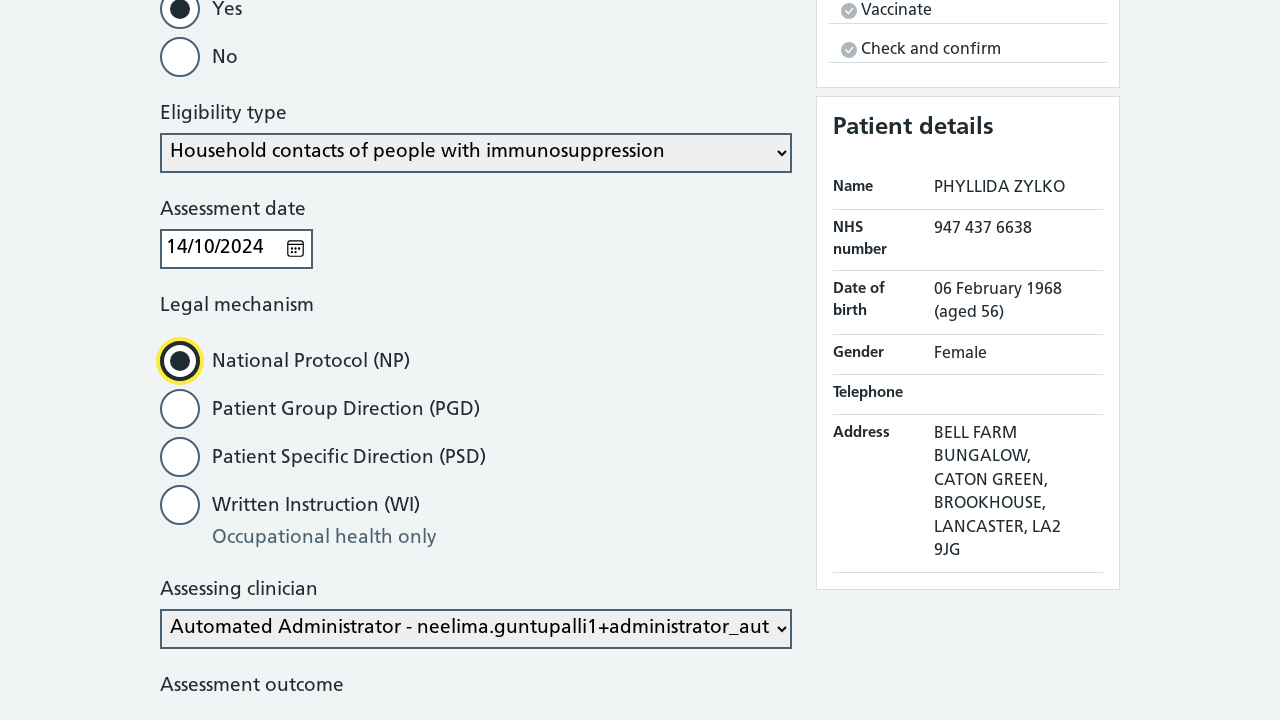 Yes
No
Eligibility type
Household contacts of people with immunosuppression
Assessment date
14/10/2024
Legal mechanism
National Protocol (NP)
Patient Group Direction (PGD)
Patient Specific Direction (PSD)
Written Instruction (WI)
Occupational health only
Assessing clinician
Automated Administrator - neelima.guntupalli1+administrator_aut
Assessment outcome
Vaccinate
Check and confirm
Patient details
Name PHYLLIDA ZYLKO
NHS number 947 437 6638
Date of birth 06 February 1968
(aged 56)
Gender Female
Telephone
Address BELL FARM
BUNGALOW,
CATON GREEN,
BROOKHOUSE,
LANCASTER, LA2
9JG